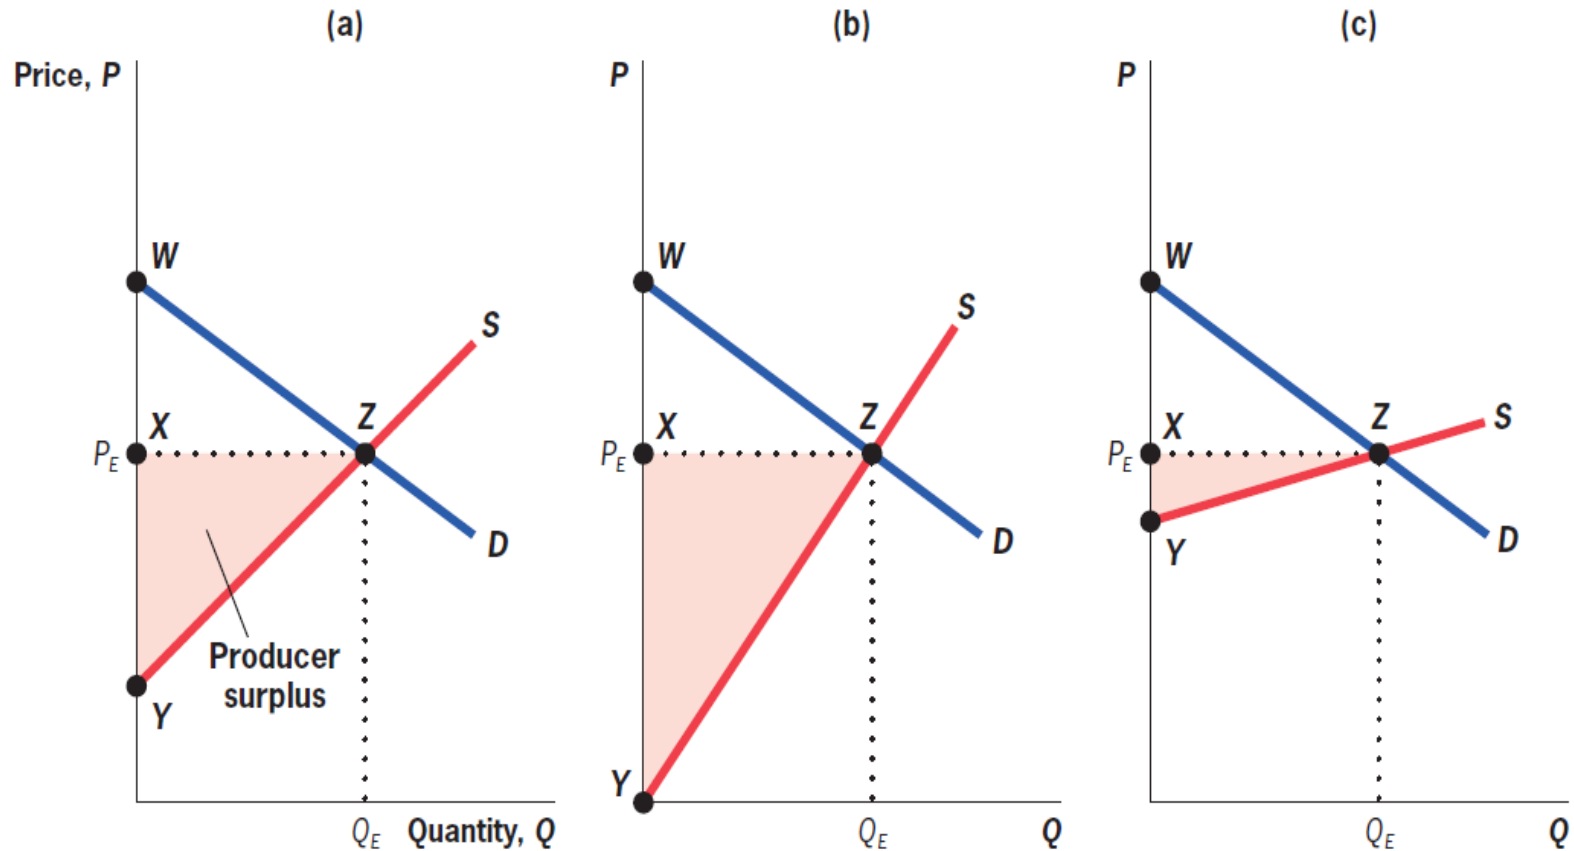 (a)
Price, P
W
S
X
Z
P_E
D
Producer
surplus
Y
Q_E
Quantity, Q
(b)
P
W
S
X
Z
P_E
D
Y
Q_E
Q
(c)
P
W
X
Z
S
P_E
Y
D
Q_E
Q